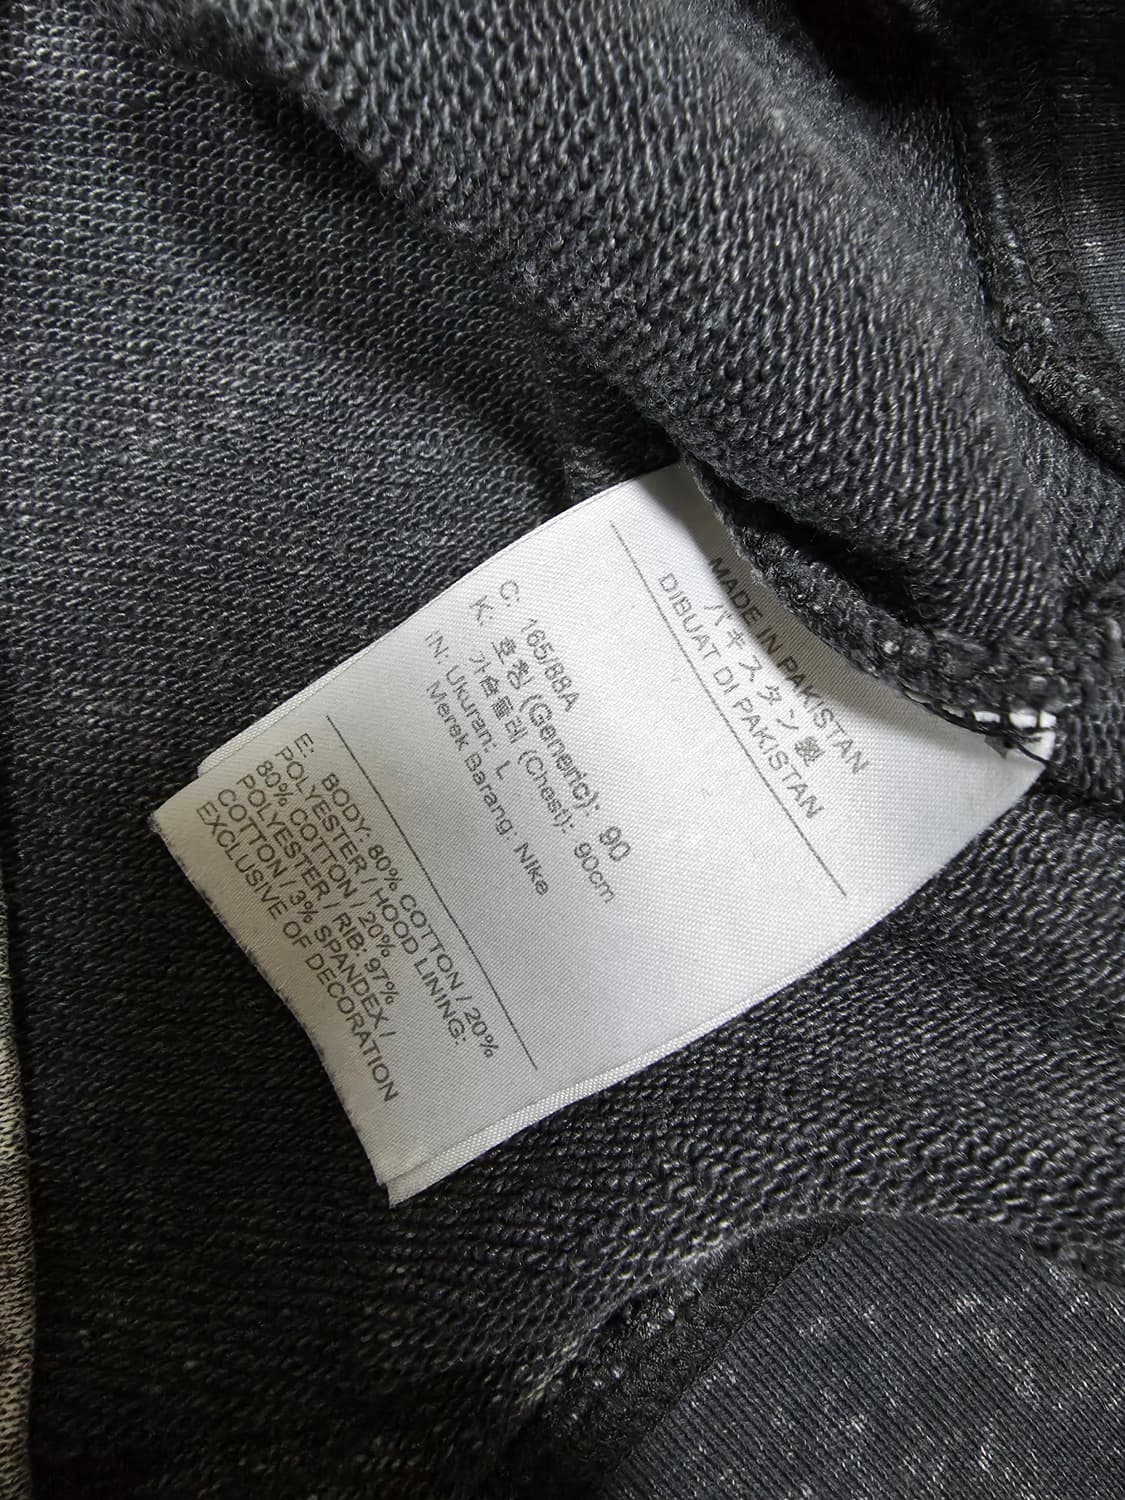 MADE IN PAKISTAN
パキスタン製
DIBUAT DI PAKISTAN
C: 165/88A
K: 호칭 (Generic): 90
가슴둘레 (Chest): 90cm
IN: Ukuran: L
Merek Barang: Nike
E: BODY: 80% COTTON / 20%
POLYESTER / HOOD LINING:
80% COTTON / 20%
POLYESTER / RIB: 97%
COTTON / 3% SPANDEX /
EXCLUSIVE OF DECORATION